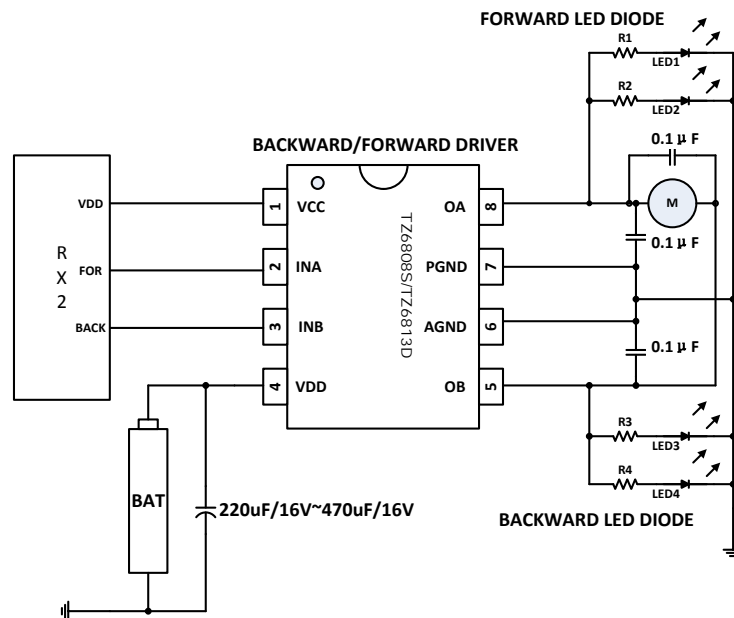 FORWARD LED DIODE
R1
LED1
R2
LED2
0.1μF
BACKWARD/FORWARD DRIVER
VDD
1
VCC
OA
8
M
R
X
2
FOR
2
INA
TZ6808S/TZ6813D
PGND
7
0.1μF
BACK
3
INB
AGND
6
0.1μF
4
VDD
OB
5
R3
LED3
R4
LED4
BAT
220uF/16V~470uF/16V
BACKWARD LED DIODE